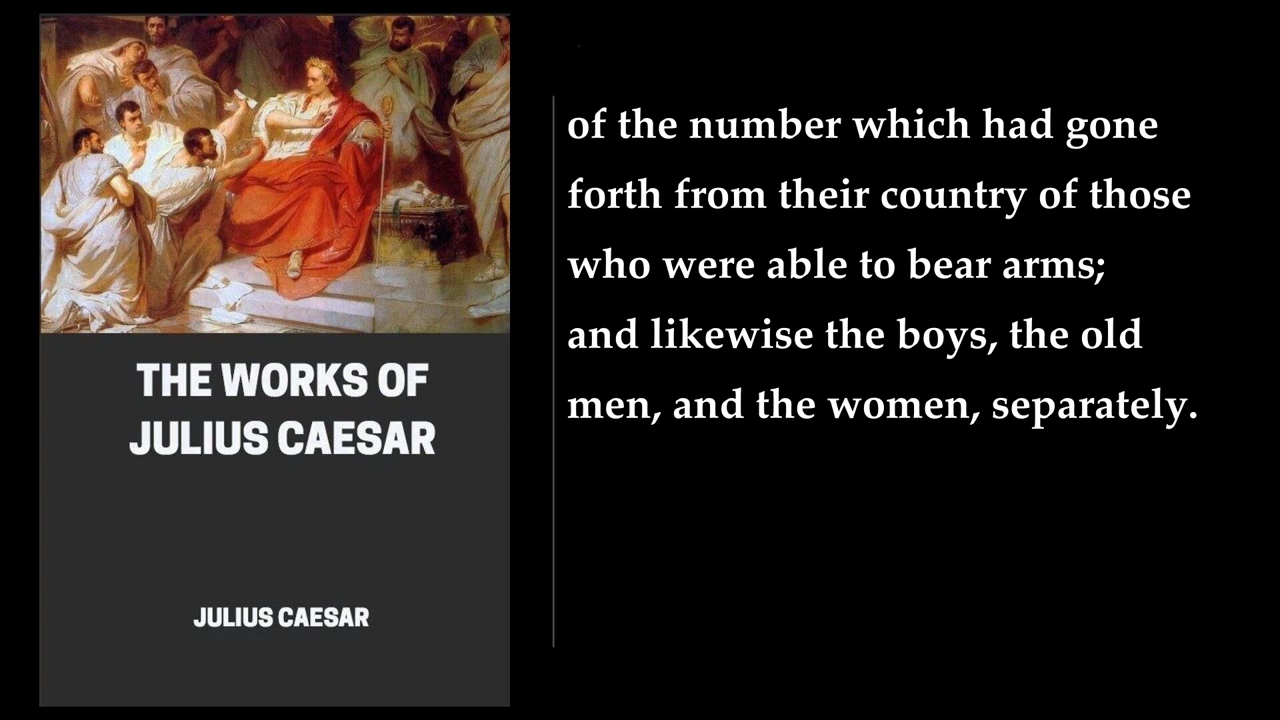 THE WORKS OF
JULIUS CAESAR
JULIUS CAESAR
of the number which had gone
forth from their country of those
who were able to bear arms;
and likewise the boys, the old
men, and the women, separately.